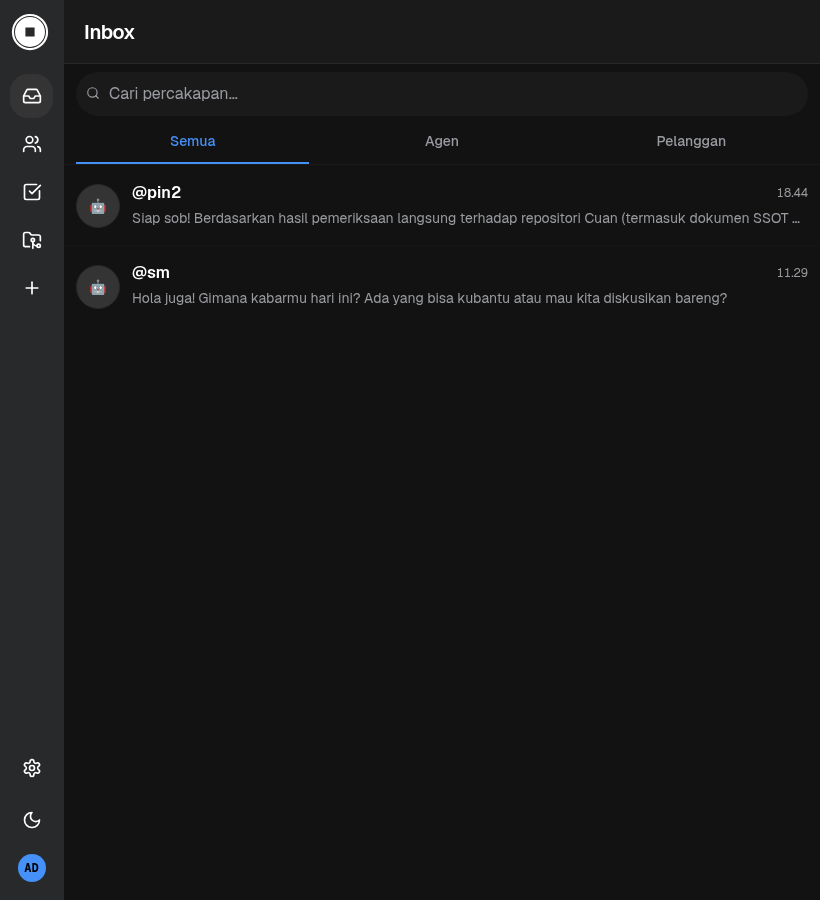 Inbox
Cari percakapan...
Semua
Agen
Pelanggan
@pin2
18.44
Siap sob! Berdasarkan hasil pemeriksaan langsung terhadap repositori Cuan (termasuk dokumen SSOT ...
@sm
11.29
Hola juga! Gimana kabarmu hari ini? Ada yang bisa kubantu atau mau kita diskusikan bareng?
AD